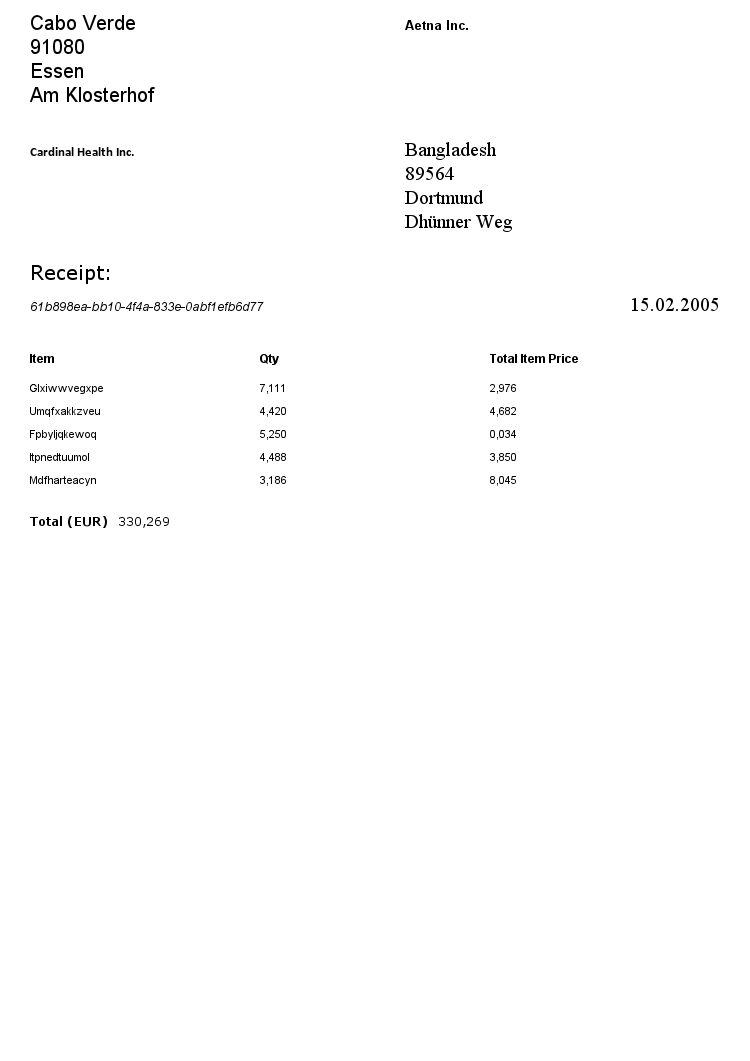 Cabo Verde
91080
Essen
Am Klosterhof
Aetna Inc.
Cardinal Health Inc.
Bangladesh
89564
Dortmund
Dhünner Weg
Receipt:
61b898ea-bb10-4f4a-833e-0abf1efb6d77 15.02.2005
Item Qty Total Item Price
Glxiwwvegxpe 7,111 2,976
Umqfxakkzveu 4,420 4,682
Fpbyljqkewoq 5,250 0,034
Itpnedtuumol 4,488 3,850
Mdfharteacyn 3,186 8,045
Total (EUR) 330,269